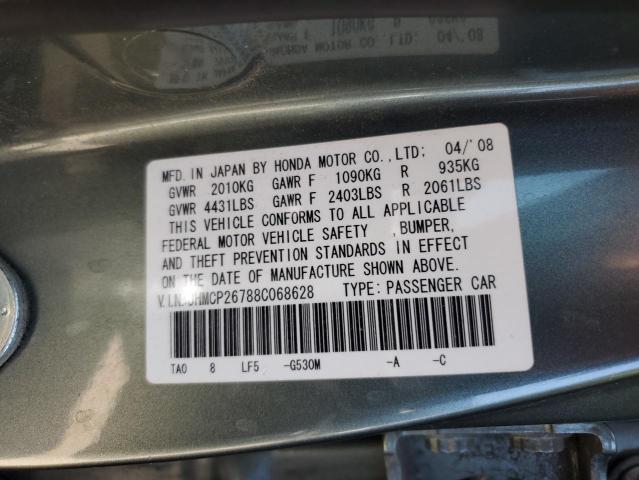 MFD. IN JAPAN BY HONDA MOTOR CO.,LTD; 04/'08
GVWR 2010KG GAWR F 1090KG R 935KG
GVWR 4431LBS GAWR F 2403LBS R 2061LBS
THIS VEHICLE CONFORMS TO ALL APPLICABLE
FEDERAL MOTOR VEHICLE SAFETY ,BUMPER,
AND THEFT PREVENTION STANDARDS IN EFFECT
ON THE DATE OF MANUFACTURE SHOWN ABOVE.
TYPE: PASSENGER CAR
TA0 8 LF5 -G530M -A -C